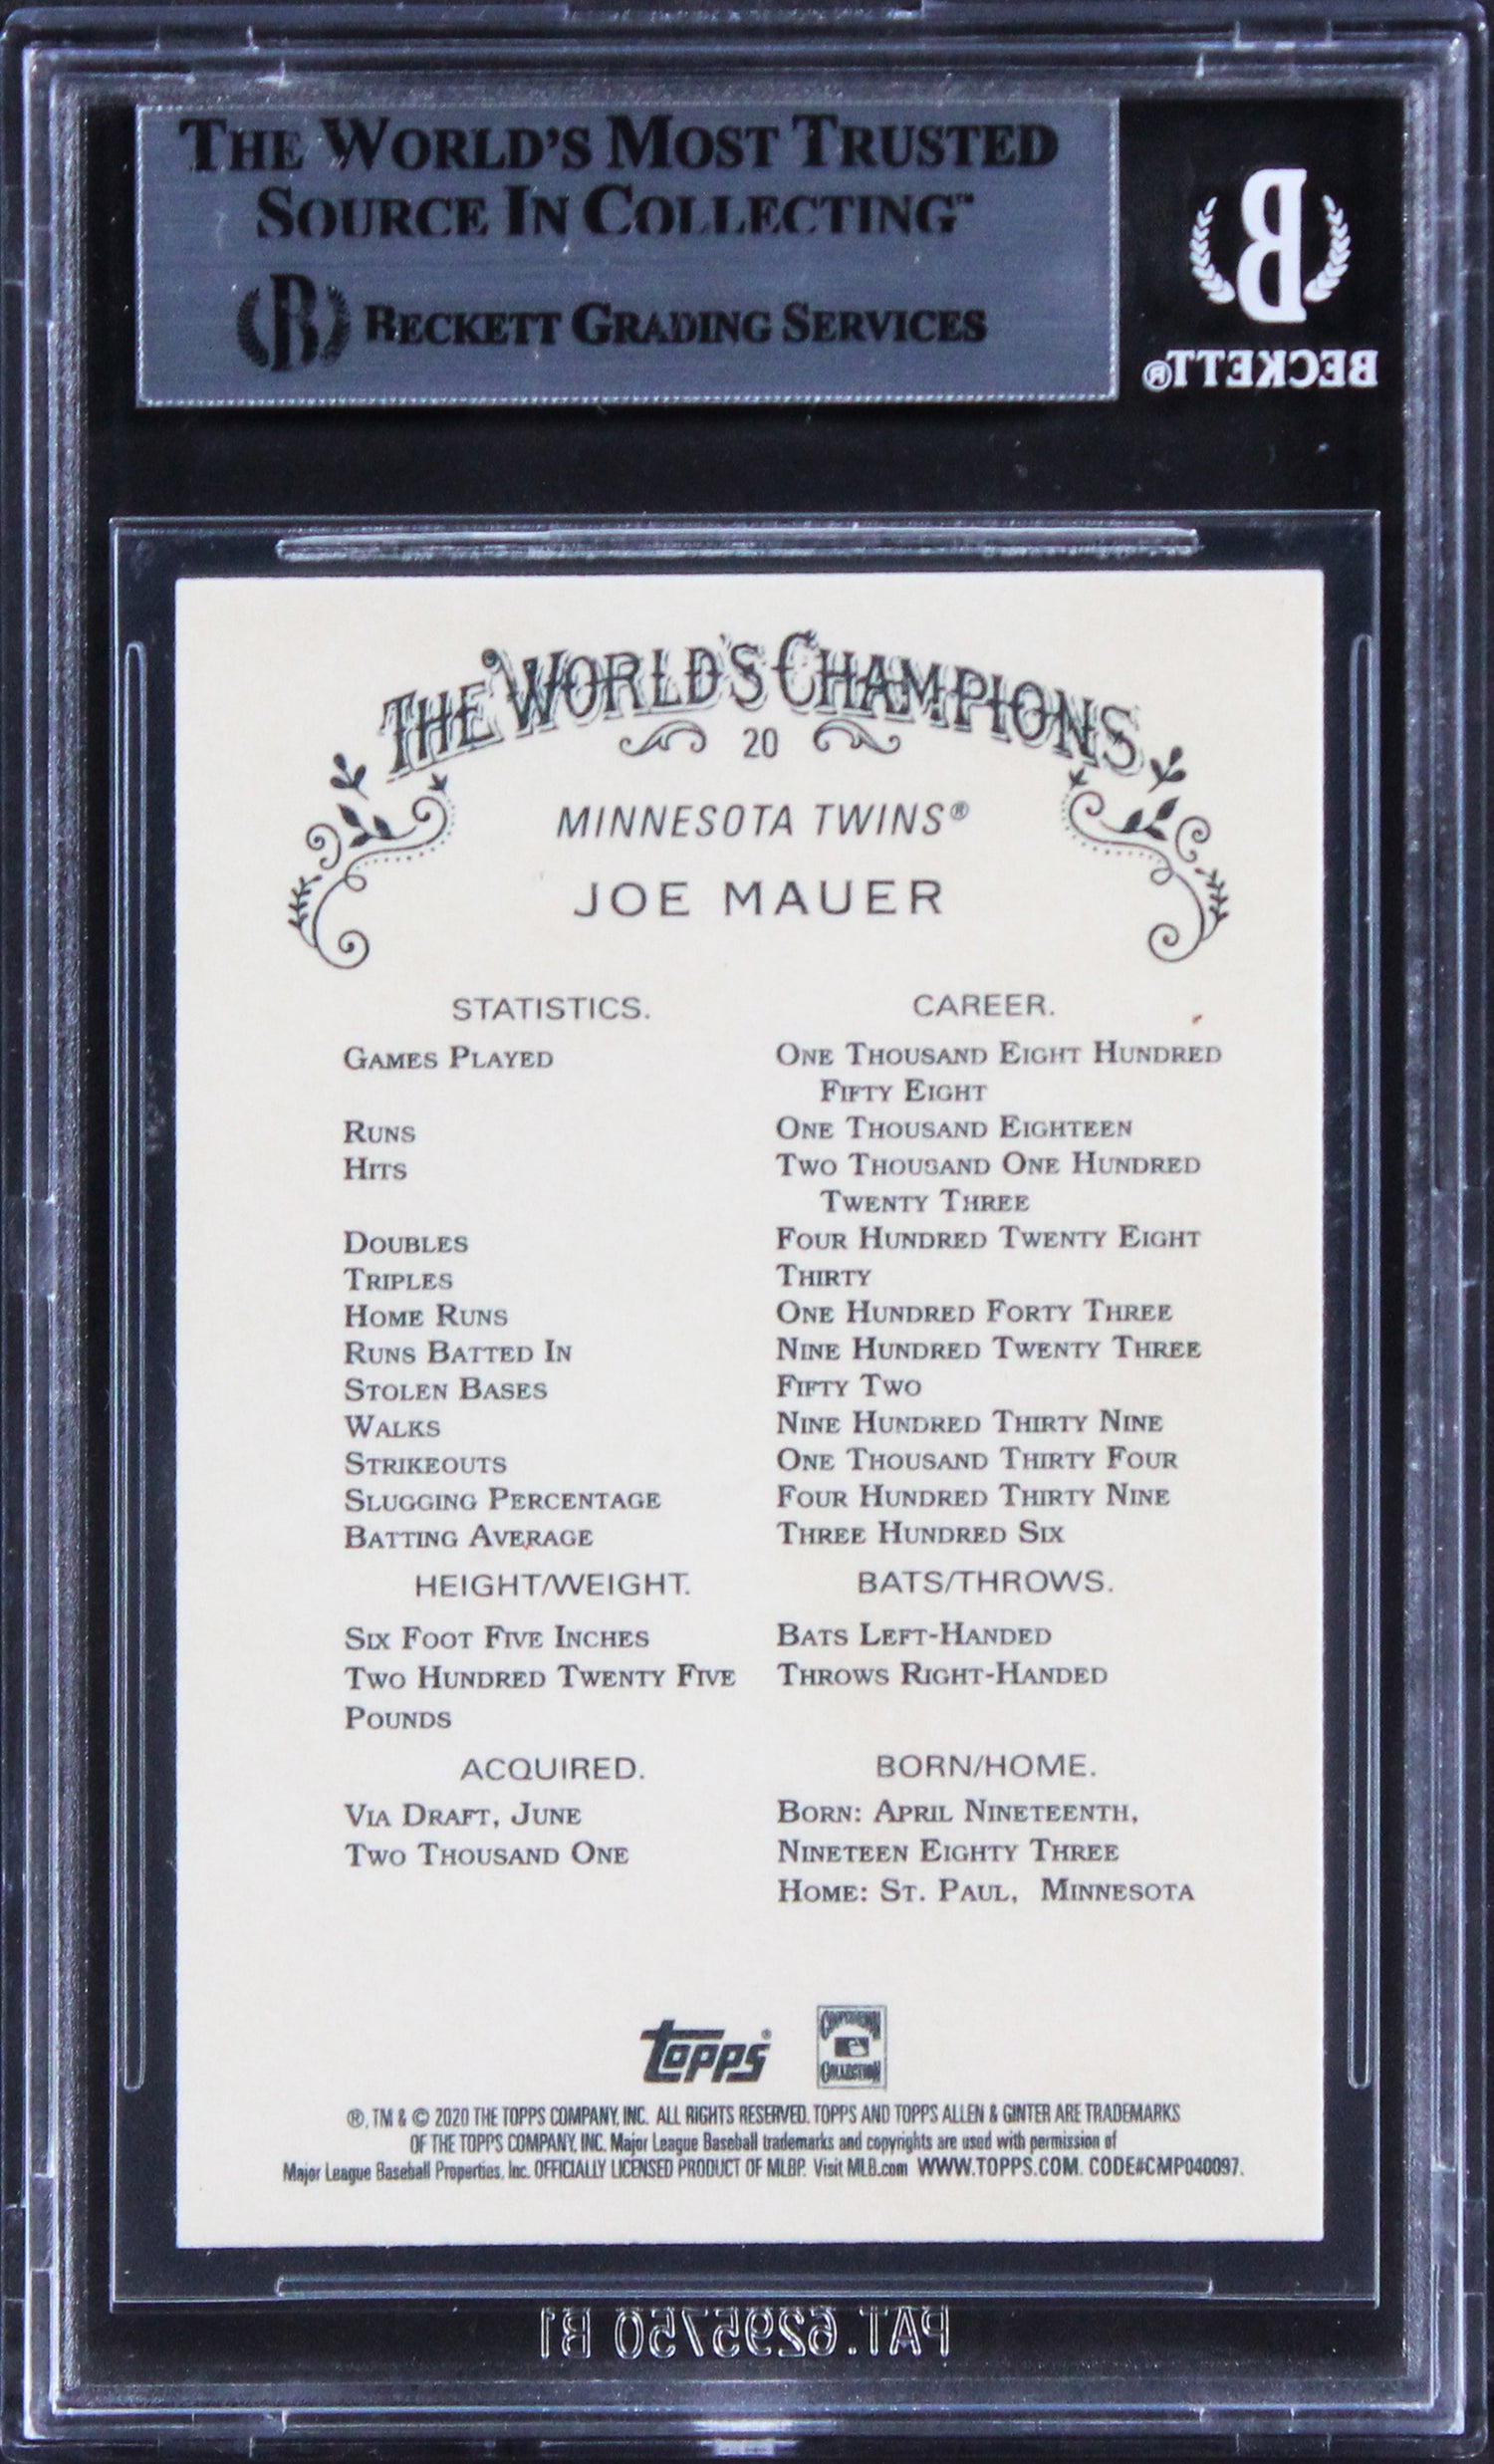 THE WORLD'S MOST TRUSTED
SOURCE IN COLLECTING™
B BECKETT GRADING SERVICES
B
BECKETT®
THE WORLD'S CHAMPIONS
20
MINNESOTA TWINS®
JOE MAUER
STATISTICS. CAREER.
GAMES PLAYED ONE THOUSAND EIGHT HUNDRED
FIFTY EIGHT
RUNS ONE THOUSAND EIGHTEEN
HITS TWO THOUSAND ONE HUNDRED
TWENTY THREE
DOUBLES FOUR HUNDRED TWENTY EIGHT
TRIPLES THIRTY
HOME RUNS ONE HUNDRED FORTY THREE
RUNS BATTED IN NINE HUNDRED TWENTY THREE
STOLEN BASES FIFTY TWO
WALKS NINE HUNDRED THIRTY NINE
STRIKEOUTS ONE THOUSAND THIRTY FOUR
SLUGGING PERCENTAGE FOUR HUNDRED THIRTY NINE
BATTING AVERAGE THREE HUNDRED SIX
HEIGHT/WEIGHT. BATS/THROWS.
SIX FOOT FIVE INCHES BATS LEFT-HANDED
TWO HUNDRED TWENTY FIVE THROWS RIGHT-HANDED
POUNDS
ACQUIRED. BORN/HOME.
VIA DRAFT, JUNE BORN: APRIL NINETEENTH,
TWO THOUSAND ONE NINETEEN EIGHTY THREE
HOME: ST. PAUL, MINNESOTA
topps®
COOPERSTOWN
COLLECTION
®, TM & © 2020 THE TOPPS COMPANY, INC. ALL RIGHTS RESERVED. TOPPS AND TOPPS ALLEN & GINTER ARE TRADEMARKS
OF THE TOPPS COMPANY, INC. Major League Baseball trademarks and copyrights are used with permission of
Major League Baseball Properties, Inc. OFFICIALLY LICENSED PRODUCT OF MLBP. Visit MLB.com WWW.TOPPS.COM. CODE#CMP040097.
PAT. 6295750 B1